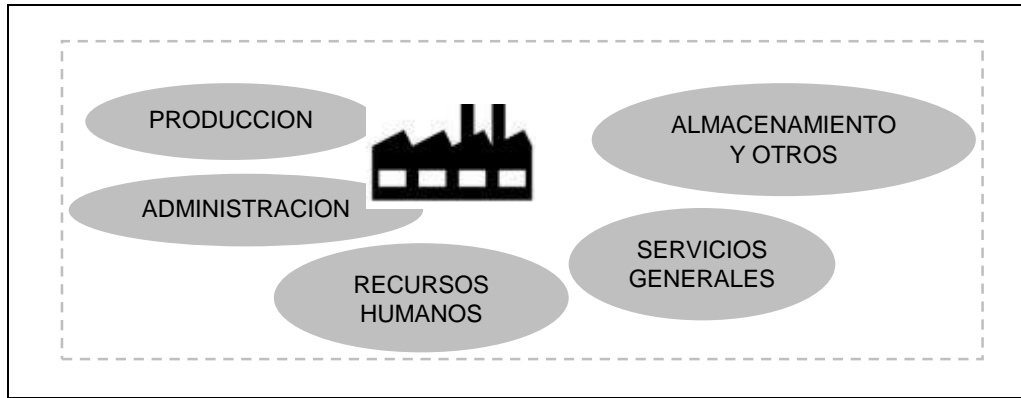 PRODUCCION
ALMACENAMIENTO
Y OTROS
ADMINISTRACION
SERVICIOS
GENERALES
RECURSOS
HUMANOS